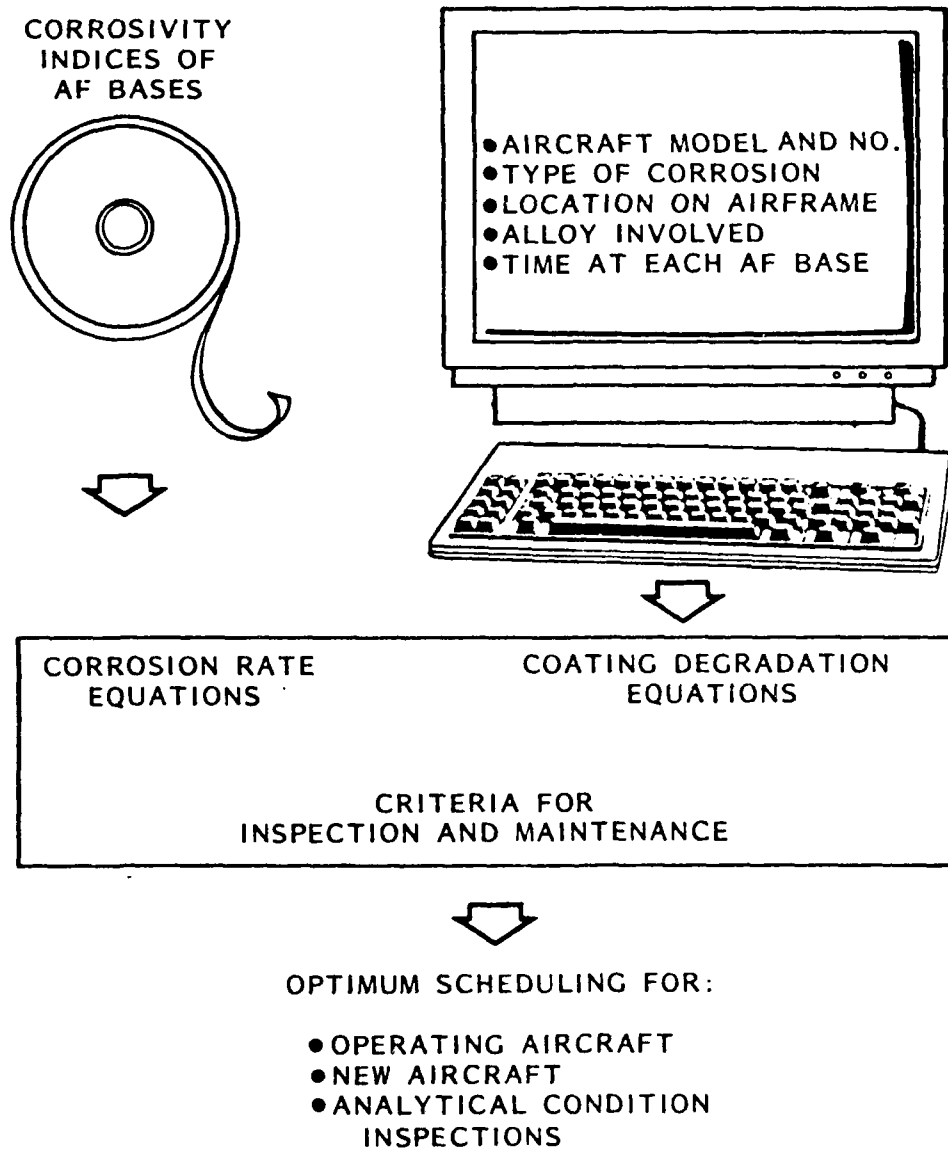 CORROSIVITY
INDICES OF
AF BASES
•AIRCRAFT MODEL AND NO.
•TYPE OF CORROSION
•LOCATION ON AIRFRAME
•ALLOY INVOLVED
•TIME AT EACH AF BASE
CORROSION RATE
EQUATIONS
COATING DEGRADATION
EQUATIONS
CRITERIA FOR
INSPECTION AND MAINTENANCE
OPTIMUM SCHEDULING FOR:
•OPERATING AIRCRAFT
•NEW AIRCRAFT
•ANALYTICAL CONDITION
INSPECTIONS